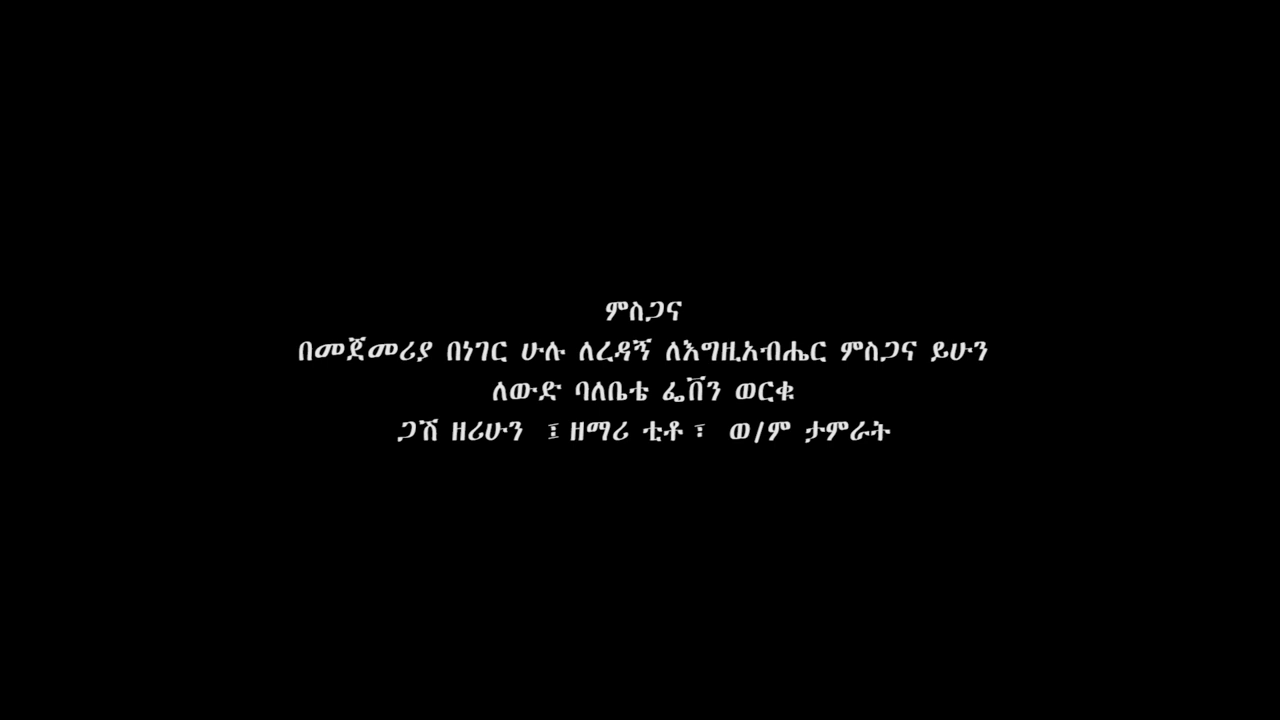 ምስጋና
በመጀመሪያ በነገር ሁሉ ለረዳኝ ለእግዚአብሔር ምስጋና ይሁን
ለውድ ባለቤቴ ፌቨን ወርቁ
ጋሽ ዘሪሁን ፤ ዘማሪ ቲቶ ፣ ወ/ም ታምራት